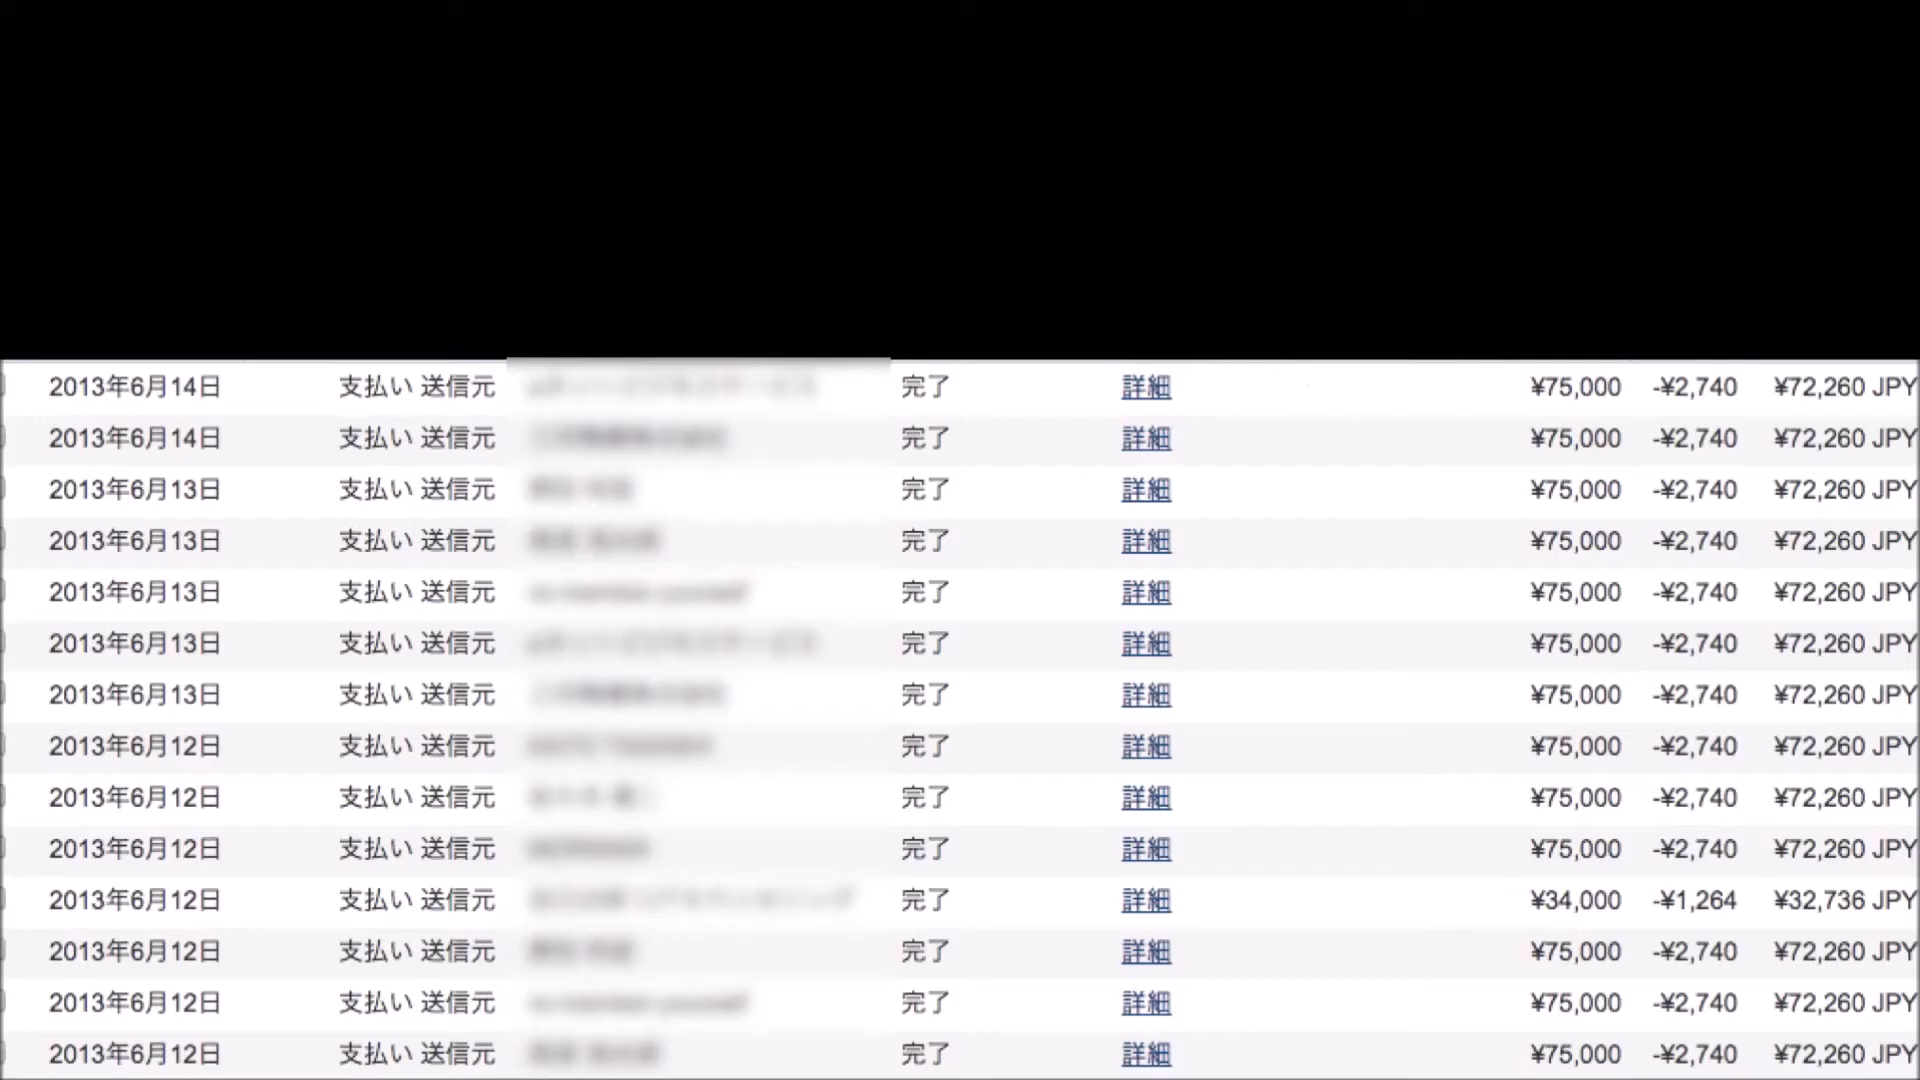 2013年6月14日 支払い 送信元 完了 詳細 ¥75,000 -¥2,740 ¥72,260 JPY
2013年6月14日 支払い 送信元 完了 詳細 ¥75,000 -¥2,740 ¥72,260 JPY
2013年6月13日 支払い 送信元 完了 詳細 ¥75,000 -¥2,740 ¥72,260 JPY
2013年6月13日 支払い 送信元 完了 詳細 ¥75,000 -¥2,740 ¥72,260 JPY
2013年6月13日 支払い 送信元 完了 詳細 ¥75,000 -¥2,740 ¥72,260 JPY
2013年6月13日 支払い 送信元 完了 詳細 ¥75,000 -¥2,740 ¥72,260 JPY
2013年6月13日 支払い 送信元 完了 詳細 ¥75,000 -¥2,740 ¥72,260 JPY
2013年6月12日 支払い 送信元 完了 詳細 ¥75,000 -¥2,740 ¥72,260 JPY
2013年6月12日 支払い 送信元 完了 詳細 ¥75,000 -¥2,740 ¥72,260 JPY
2013年6月12日 支払い 送信元 完了 詳細 ¥75,000 -¥2,740 ¥72,260 JPY
2013年6月12日 支払い 送信元 完了 詳細 ¥34,000 -¥1,264 ¥32,736 JPY
2013年6月12日 支払い 送信元 完了 詳細 ¥75,000 -¥2,740 ¥72,260 JPY
2013年6月12日 支払い 送信元 完了 詳細 ¥75,000 -¥2,740 ¥72,260 JPY
2013年6月12日 支払い 送信元 完了 詳細 ¥75,000 -¥2,740 ¥72,260 JPY